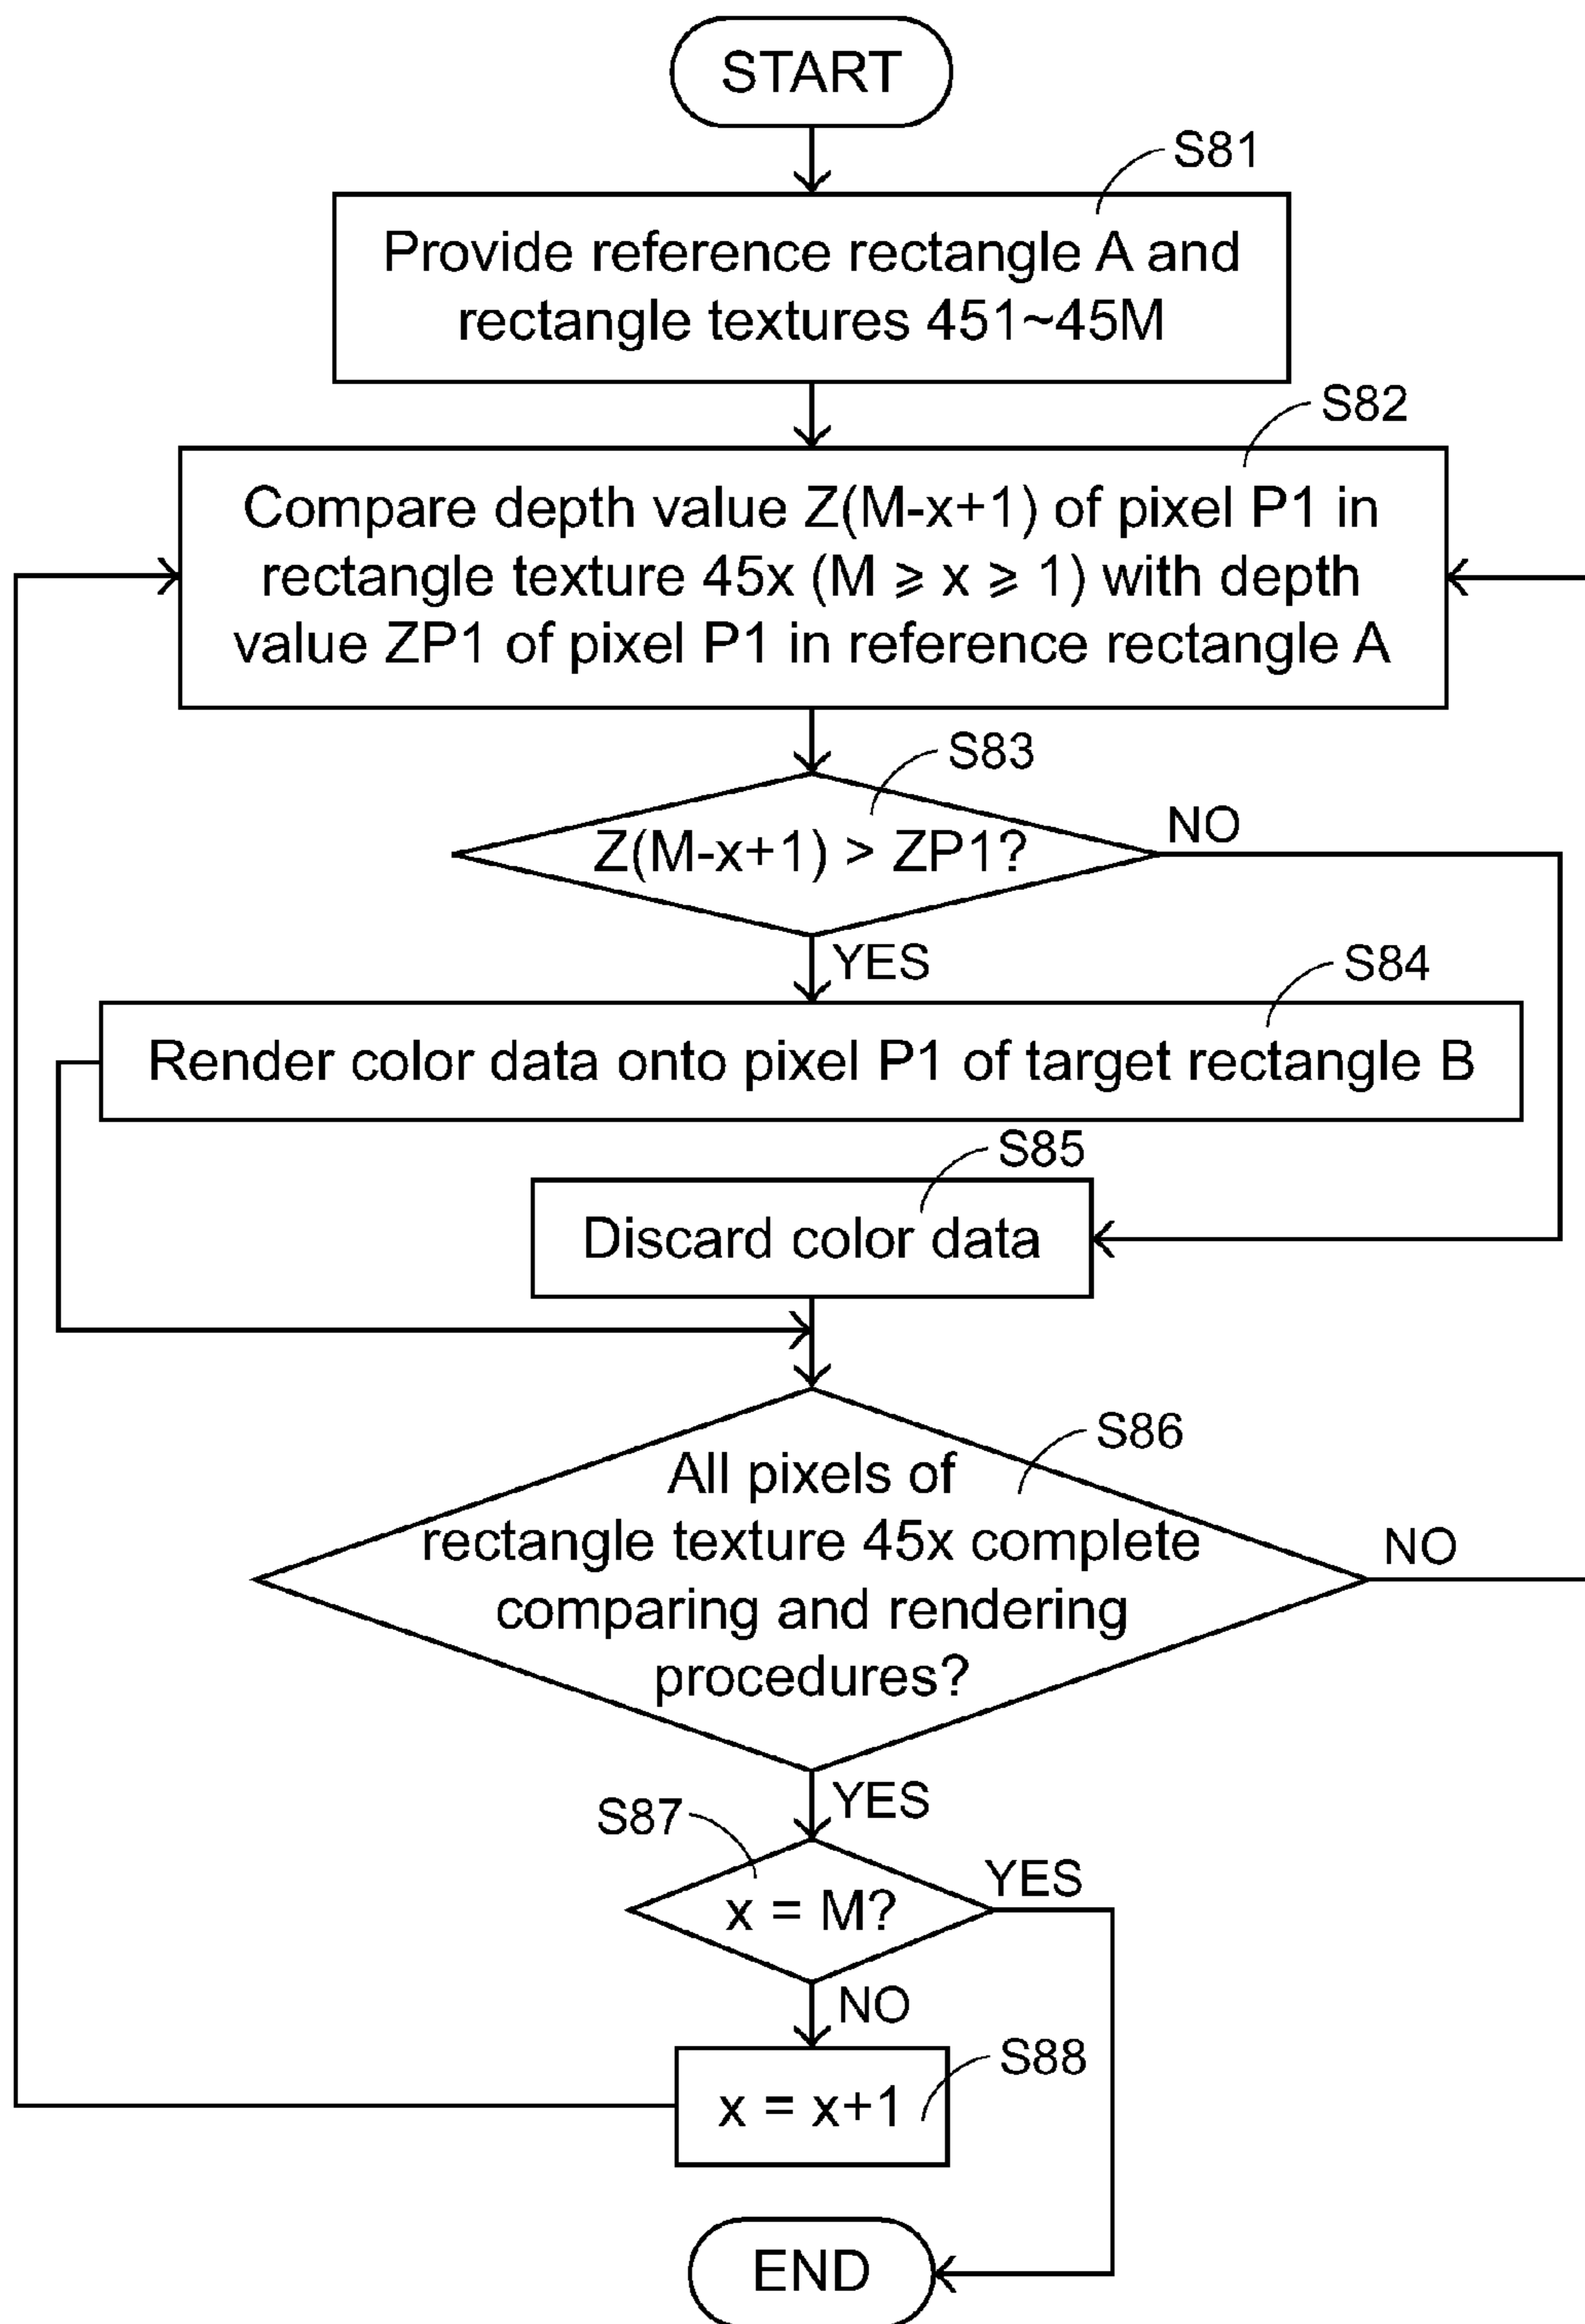 START
S81
Provide reference rectangle A and
rectangle textures 451~45M
S82
Compare depth value Z(M-x+1) of pixel P1 in
rectangle texture 45x (M ⩾ x ⩾ 1) with depth
value ZP1 of pixel P1 in reference rectangle A
S83
Z(M-x+1) > ZP1?
NO
YES
S84
Render color data onto pixel P1 of target rectangle B
S85
Discard color data
S86
All pixels of
rectangle texture 45x complete
comparing and rendering
procedures?
NO
YES
S87
x = M?
YES
NO
S88
x = x+1
END